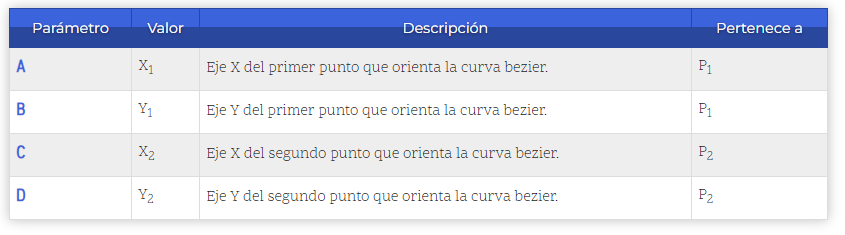 Parámetro Valor Descripción Pertenece a
A X₁ Eje X del primer punto que orienta la curva bezier. P₁
B Y₁ Eje Y del primer punto que orienta la curva bezier. P₁
C X₂ Eje X del segundo punto que orienta la curva bezier. P₂
D Y₂ Eje Y del segundo punto que orienta la curva bezier. P₂